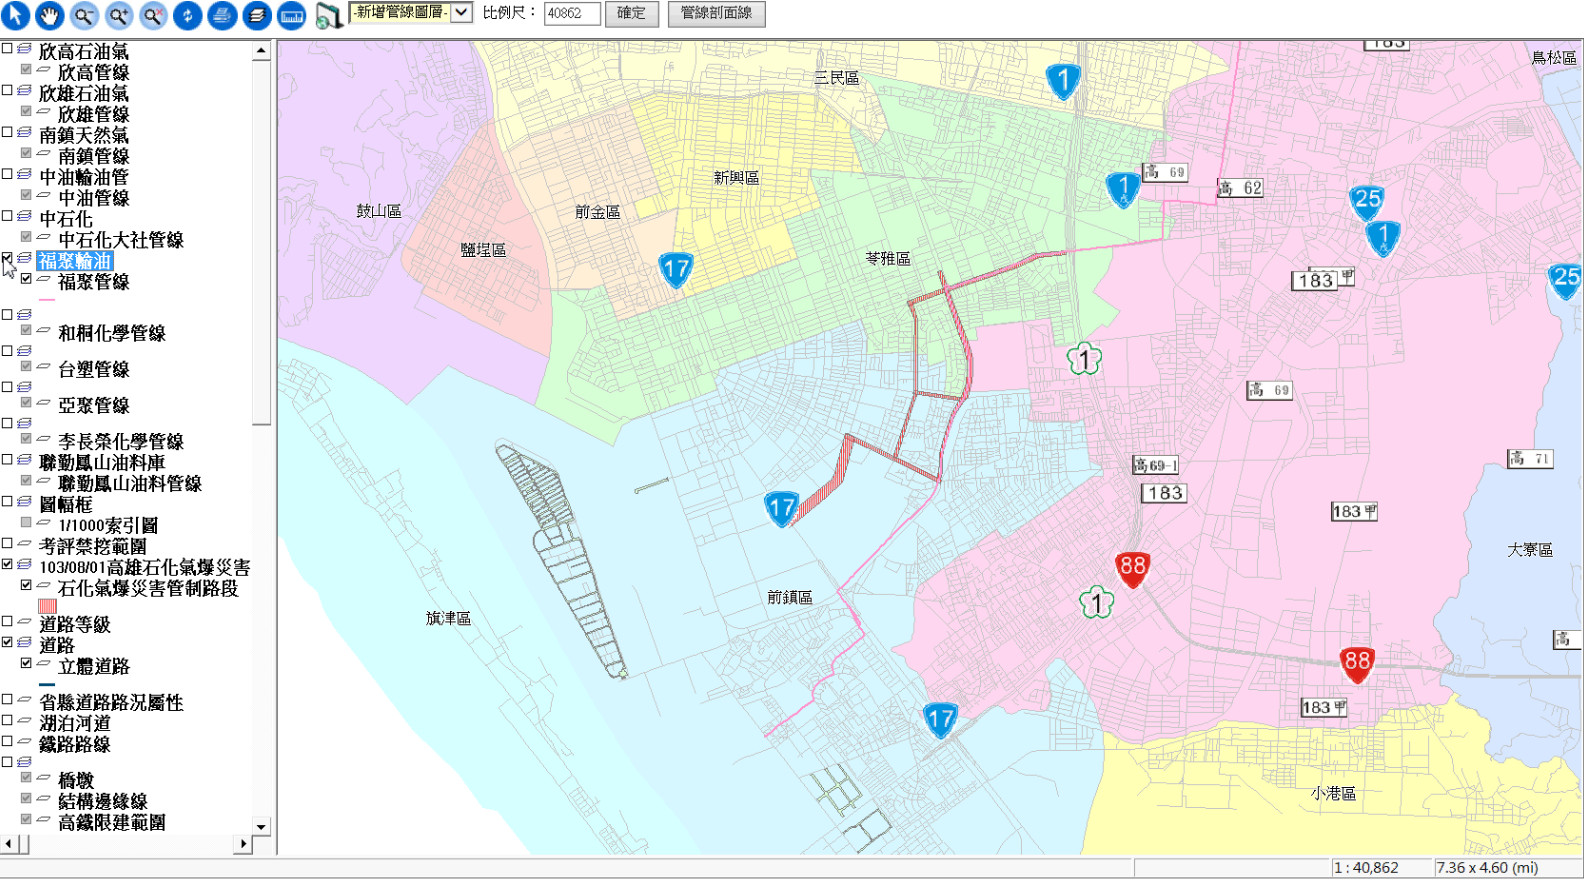 -新增管線圖層-
比例尺：
40862
確定
管線剖面線
欣高石油氣
欣高管線
欣雄石油氣
欣雄管線
南鎮天然氣
南鎮管線
中油輸油管
中油管線
中石化
中石化大社管線
福聚輸油
福聚管線
和桐化學管線
台塑管線
亞聚管線
李長榮化學管線
聯勤鳳山油料庫
聯勤鳳山油料管線
圖幅框
1/1000索引圖
考評禁挖範圍
103/08/01高雄石化氣爆災害
石化氣爆災害管制路段
道路等級
道路
立體道路
省縣道路路況屬性
湖泊河道
鐵路路線
橋墩
結構邊緣線
高鐵限建範圍
183
鳥松區
三民區
1
高 69
1
高 62
25
1
新興區
前金區
鼓山區
鹽埕區
苓雅區
17
183
甲
25
1
高 69
高69-1
高 71
183
17
183甲
大寮區
88
前鎮區
1
旗津區
高
88
183甲
17
小港區
1 : 40,862
7.36 x 4.60 (mi)